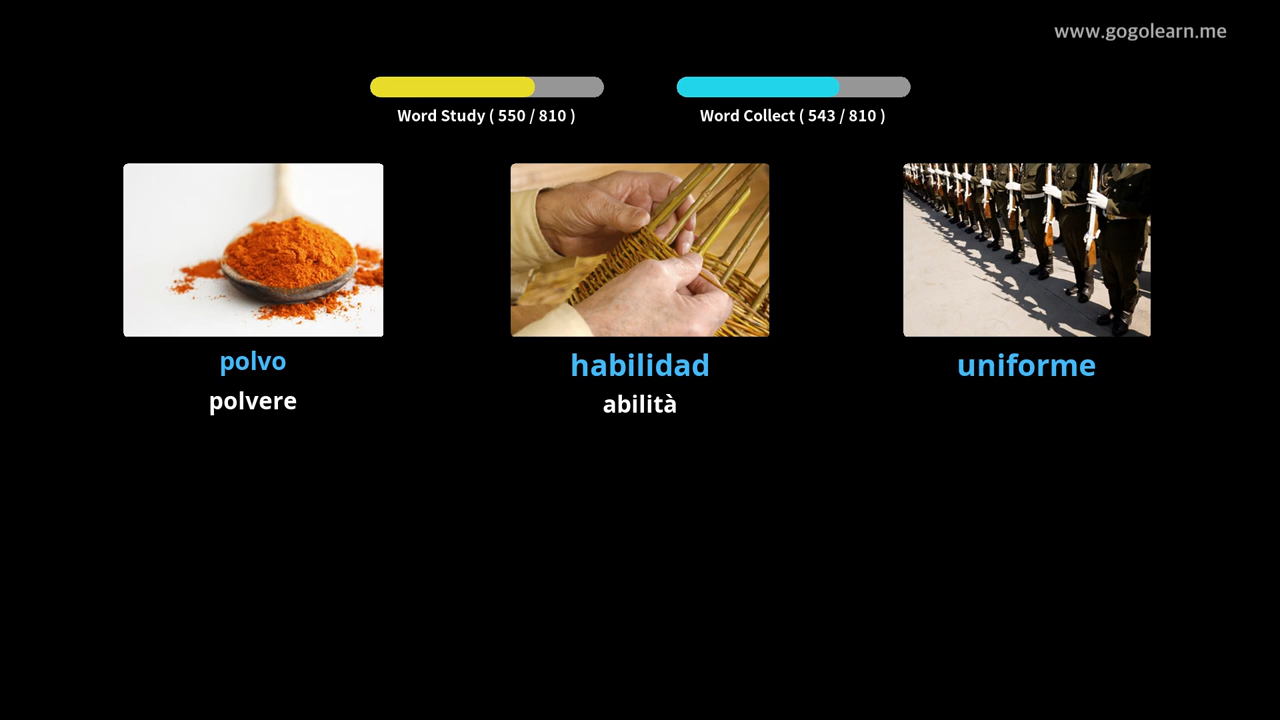 www.gogolearn.me
Word Study ( 550 / 810 )
Word Collect ( 543 / 810 )
polvo
polvere
habilidad
abilità
uniforme